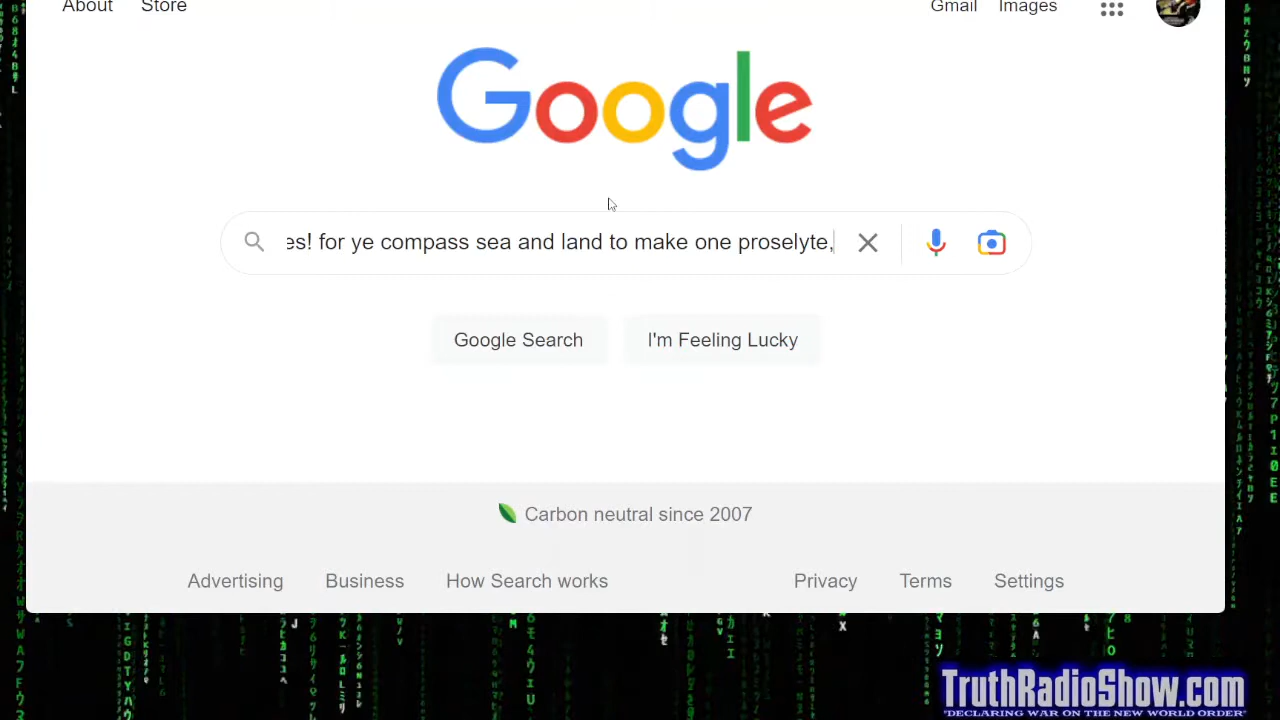 About Store Gmail Images
Google
es! for ye compass sea and land to make one proselyte,
Google Search I'm Feeling Lucky
Carbon neutral since 2007
Advertising Business How Search works Privacy Terms Settings
TruthRadioShow.com
"DECLARING WAR ON THE NEW WORLD ORDER"